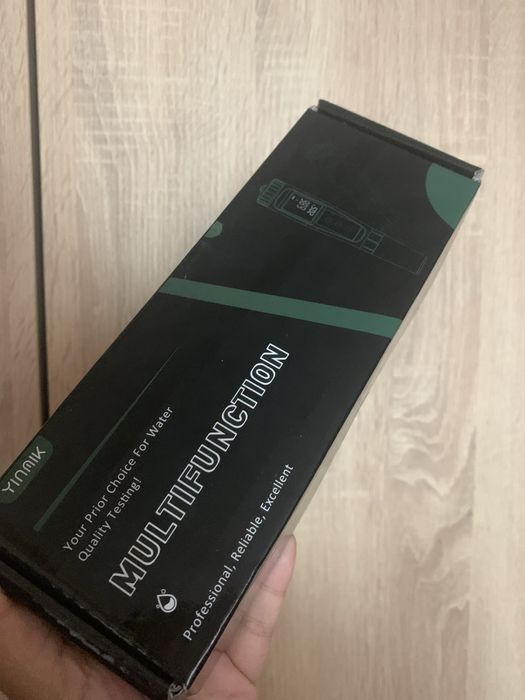 YINMIK
Your Prior Choice For Water
Quality Testing!
MULTIFUNCTION
Professional, Reliable, Excellent